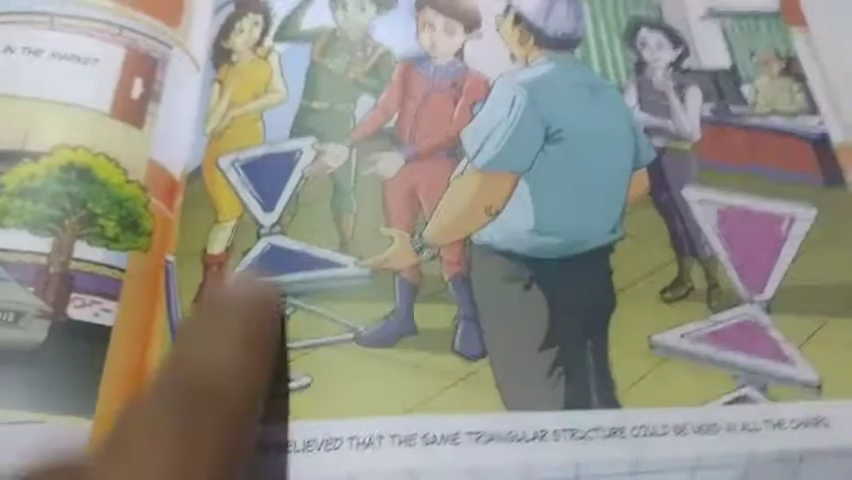 IN THE MARKET
BELIEVED THAT THE SAME TRIANGULAR STRUCTURE COULD BE USED IN ALL THE CHAIRS